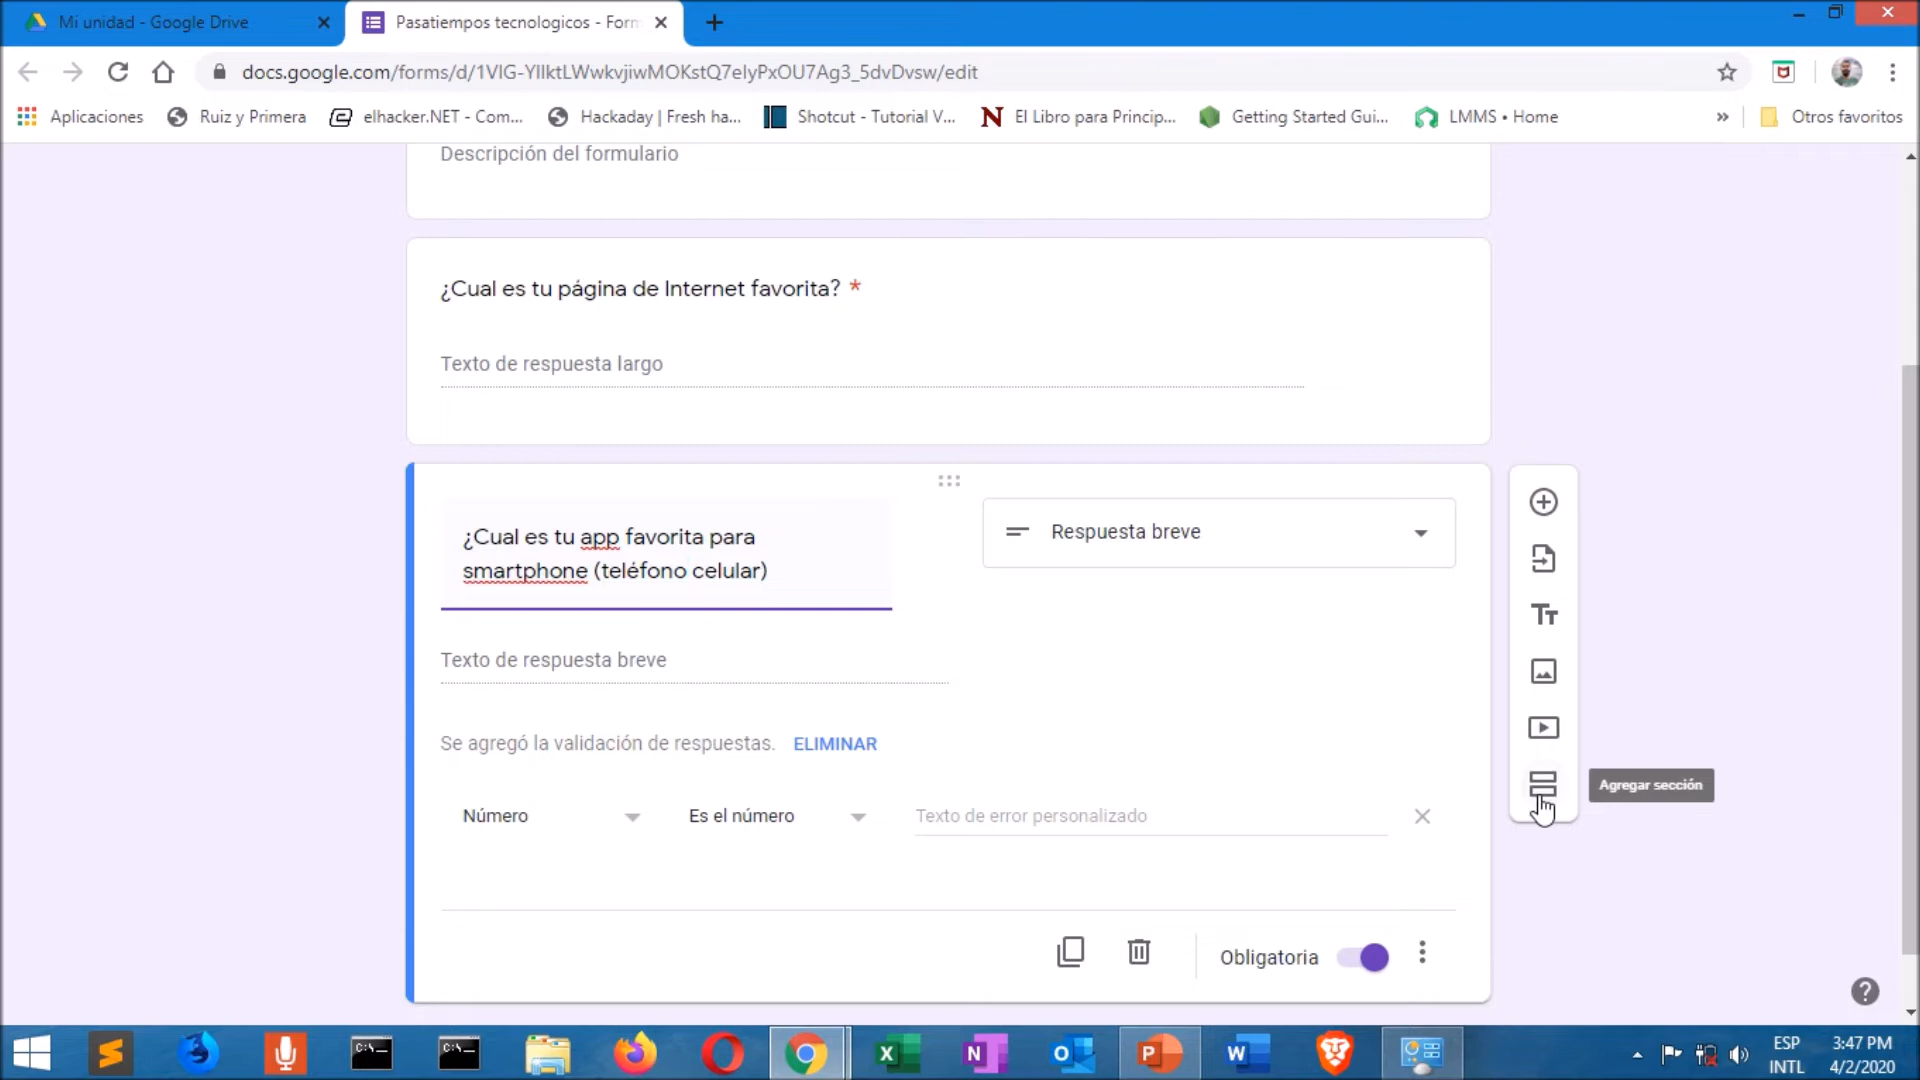 Mi unidad - Google Drive
Pasatiempos tecnologicos - Form
docs.google.com/forms/d/1VIG-YIIktLWwkvjiwMOKstQ7eIyPxOU7Ag3_5dvDvsw/edit
Aplicaciones
Ruiz y Primera
elhacker.NET - Com...
Hackaday | Fresh ha...
Shotcut - Tutorial V...
N
El Libro para Princip...
Getting Started Gui...
LMMS • Home
»
Otros favoritos
Descripción del formulario
¿Cual es tu página de Internet favorita? *
Texto de respuesta largo
¿Cual es tu app favorita para
smartphone (teléfono celular)
Respuesta breve
Texto de respuesta breve
Se agregó la validación de respuestas. ELIMINAR
Número
Es el número
Texto de error personalizado
Agregar sección
Obligatoria
ESP
INTL
3:47 PM
4/2/2020